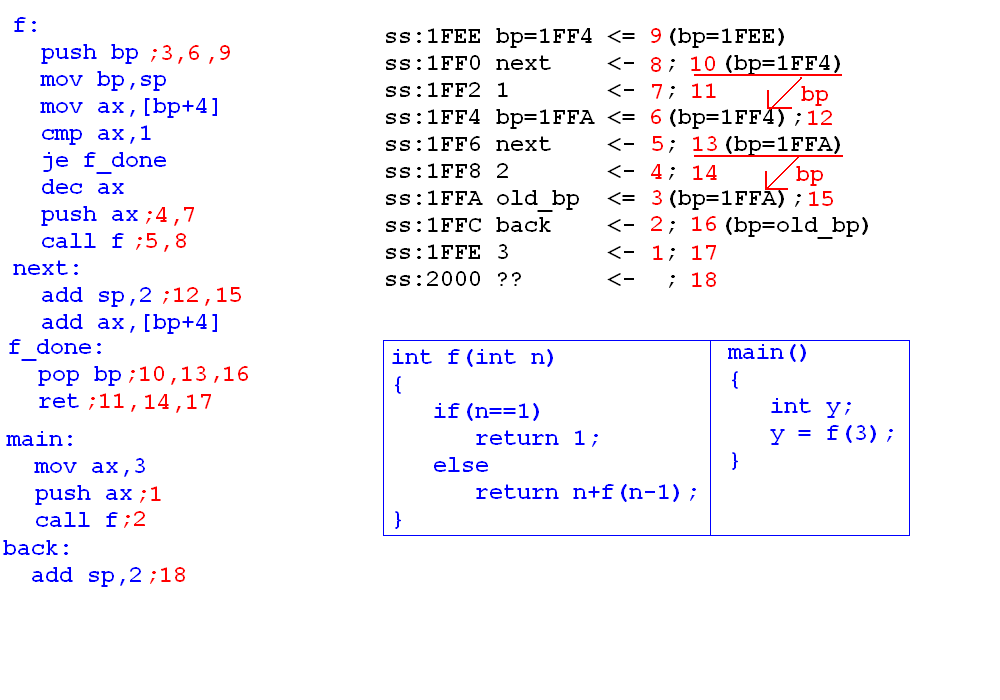 f:
push bp ;3,6,9
mov bp,sp
mov ax,[bp+4]
cmp ax,1
je f_done
dec ax
push ax;4,7
call f ;5,8
next:
add sp,2 ;12,15
add ax,[bp+4]
f_done:
pop bp ;10,13,16
ret ;11,14,17
main:
mov ax,3
push ax;1
call f;2
back:
add sp,2 ;18
ss:1FEE bp=1FF4 <= 9(bp=1FEE)
ss:1FF0 next <- 8; 10(bp=1FF4)
ss:1FF2 1 <- 7; 11 bp
ss:1FF4 bp=1FFA <= 6(bp=1FF4);12
ss:1FF6 next <- 5; 13(bp=1FFA)
ss:1FF8 2 <- 4; 14 bp
ss:1FFA old_bp <= 3(bp=1FFA);15
ss:1FFC back <- 2; 16(bp=old_bp)
ss:1FFE 3 <- 1; 17
ss:2000 ?? <- ; 18
int f(int n)
{
if(n==1)
return 1;
else
return n+f(n-1);
}
main()
{
int y;
y = f(3);
}